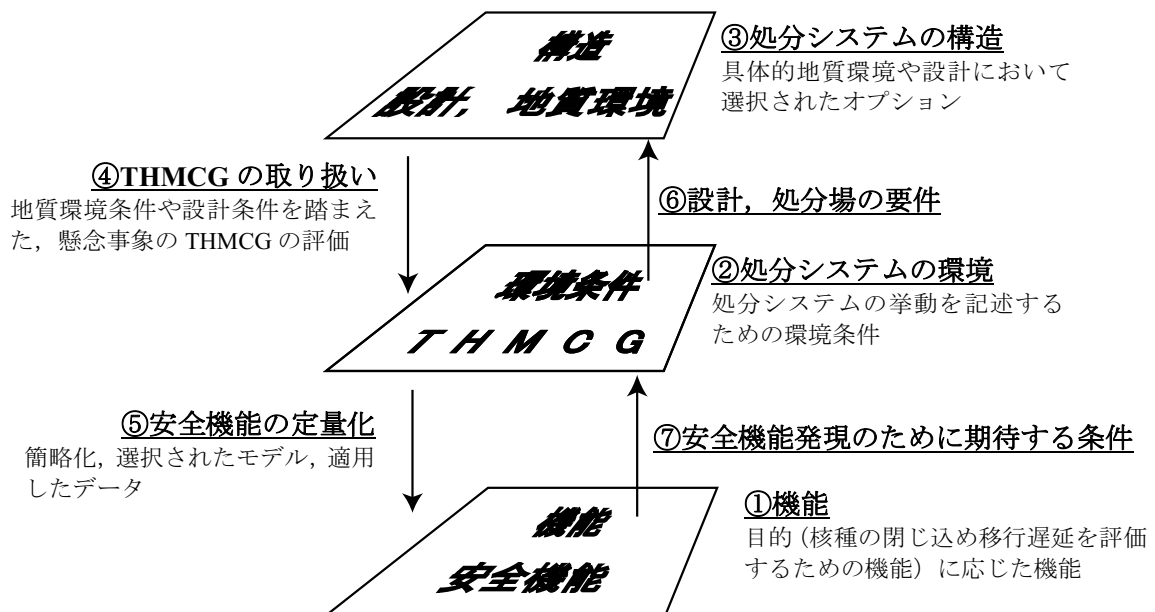 構造
設計, 地質環境
③処分システムの構造
具体的地質環境や設計において
選択されたオプション
④THMCG の取り扱い
地質環境条件や設計条件を踏まえ
た, 懸念事象の THMCG の評価
⑥設計, 処分場の要件
環境条件
T H M C G
②処分システムの環境
処分システムの挙動を記述する
ための環境条件
⑤安全機能の定量化
簡略化, 選択されたモデル, 適用
したデータ
⑦安全機能発現のために期待する条件
機能
安全機能
①機能
目的（核種の閉じ込め移行遅延を評価
するための機能）に応じた機能